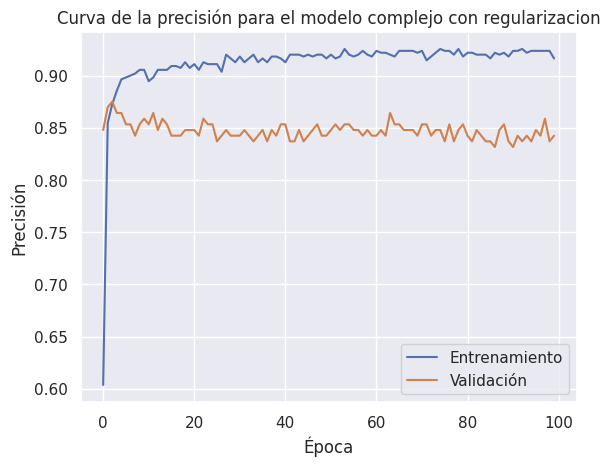 Curva de la precisión para el modelo complejo con regularizacion
0.90
0.85
0.80
0.75
0.70
0.65
0.60
Precisión
0
20
40
60
80
100
Época
Entrenamiento
Validación